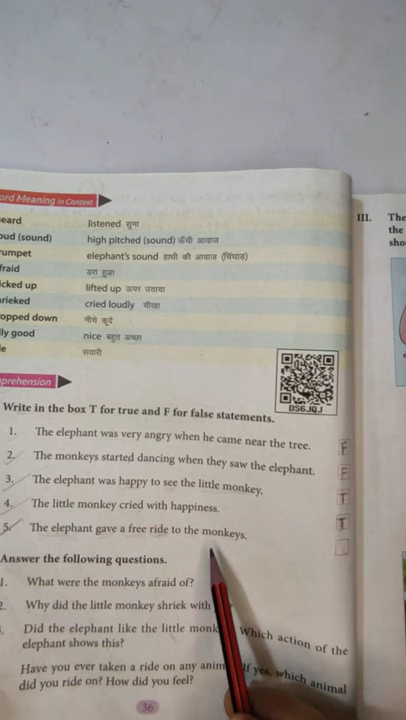 ord Meaning in Context
eard listened सुना
oud (sound) high pitched (sound) ऊँची आवाज
rumpet elephant's sound हाथी की आवाज (चिंघाड़)
fraid डरा हुआ
icked up lifted up ऊपर उठाया
rieked cried loudly चीखा
opped down नीचे कूदे
lly good nice बहुत अच्छा
le सवारी
DS6JQJ
prehension
Write in the box T for true and F for false statements.
1. The elephant was very angry when he came near the tree. F
2. The monkeys started dancing when they saw the elephant. F
3. The elephant was happy to see the little monkey. T
4. The little monkey cried with happiness. T
5. The elephant gave a free ride to the monkeys.
Answer the following questions.
1. What were the monkeys afraid of?
2. Why did the little monkey shriek with
Did the elephant like the little monk Which action of the
elephant shows this?
Have you ever taken a ride on any anim If yes, which animal
did you ride on? How did you feel?
36
III. The
the
sho